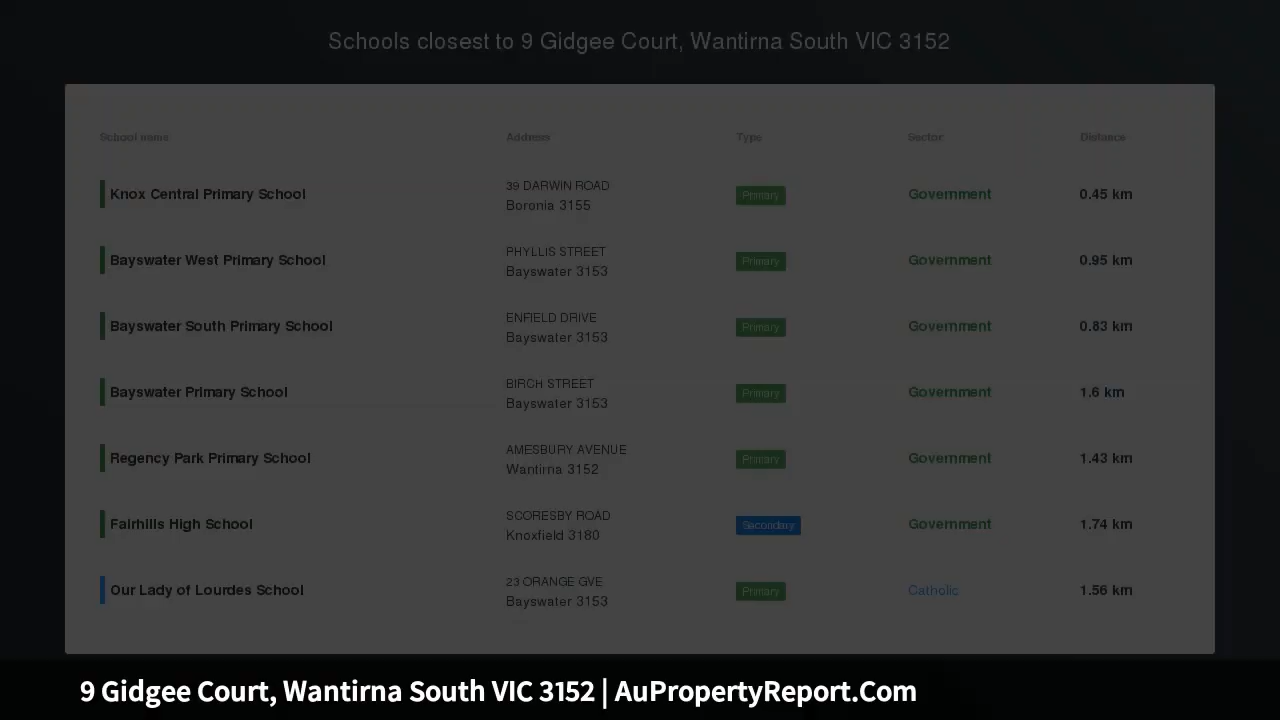 Schools closest to 9 Gidgee Court, Wantirna South VIC 3152
School name Address Type Sector Distance
Knox Central Primary School 39 DARWIN ROAD Boronia 3155 Primary Government 0.45 km
Bayswater West Primary School PHYLLIS STREET Bayswater 3153 Primary Government 0.95 km
Bayswater South Primary School ENFIELD DRIVE Bayswater 3153 Primary Government 0.83 km
Bayswater Primary School BIRCH STREET Bayswater 3153 Primary Government 1.6 km
Regency Park Primary School AMESBURY AVENUE Wantirna 3152 Primary Government 1.43 km
Fairhills High School SCORESBY ROAD Knoxfield 3180 Secondary Government 1.74 km
Our Lady of Lourdes School 23 ORANGE GVE Bayswater 3153 Primary Catholic 1.56 km
9 Gidgee Court, Wantirna South VIC 3152 | AuPropertyReport.Com